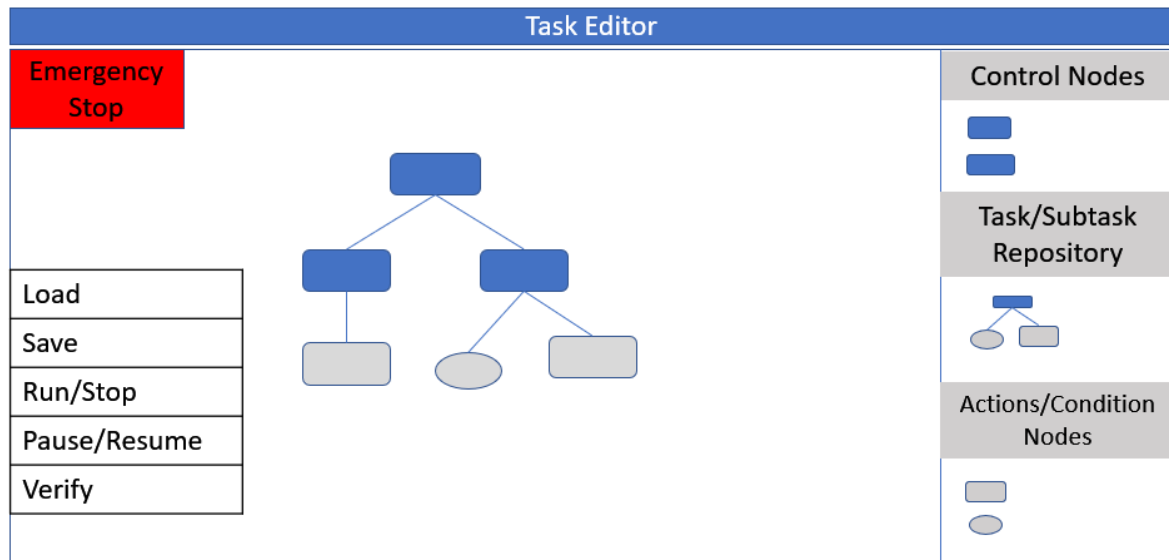 Task Editor
Emergency
Stop
Load
Save
Run/Stop
Pause/Resume
Verify
Control Nodes
Task/Subtask
Repository
Actions/Condition
Nodes